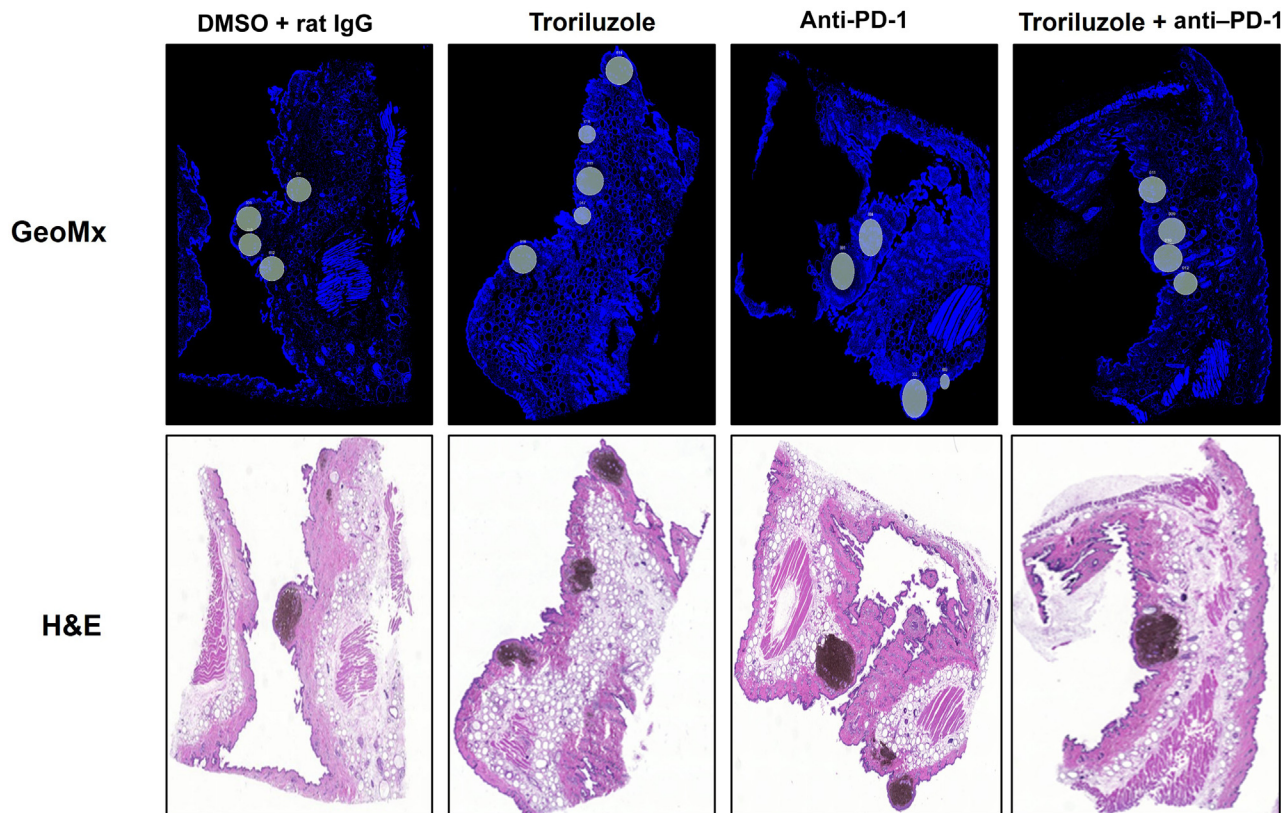 DMSO + rat IgG
Troriluzole
Anti-PD-1
Troriluzole + anti–PD-1
GeoMx
H&E